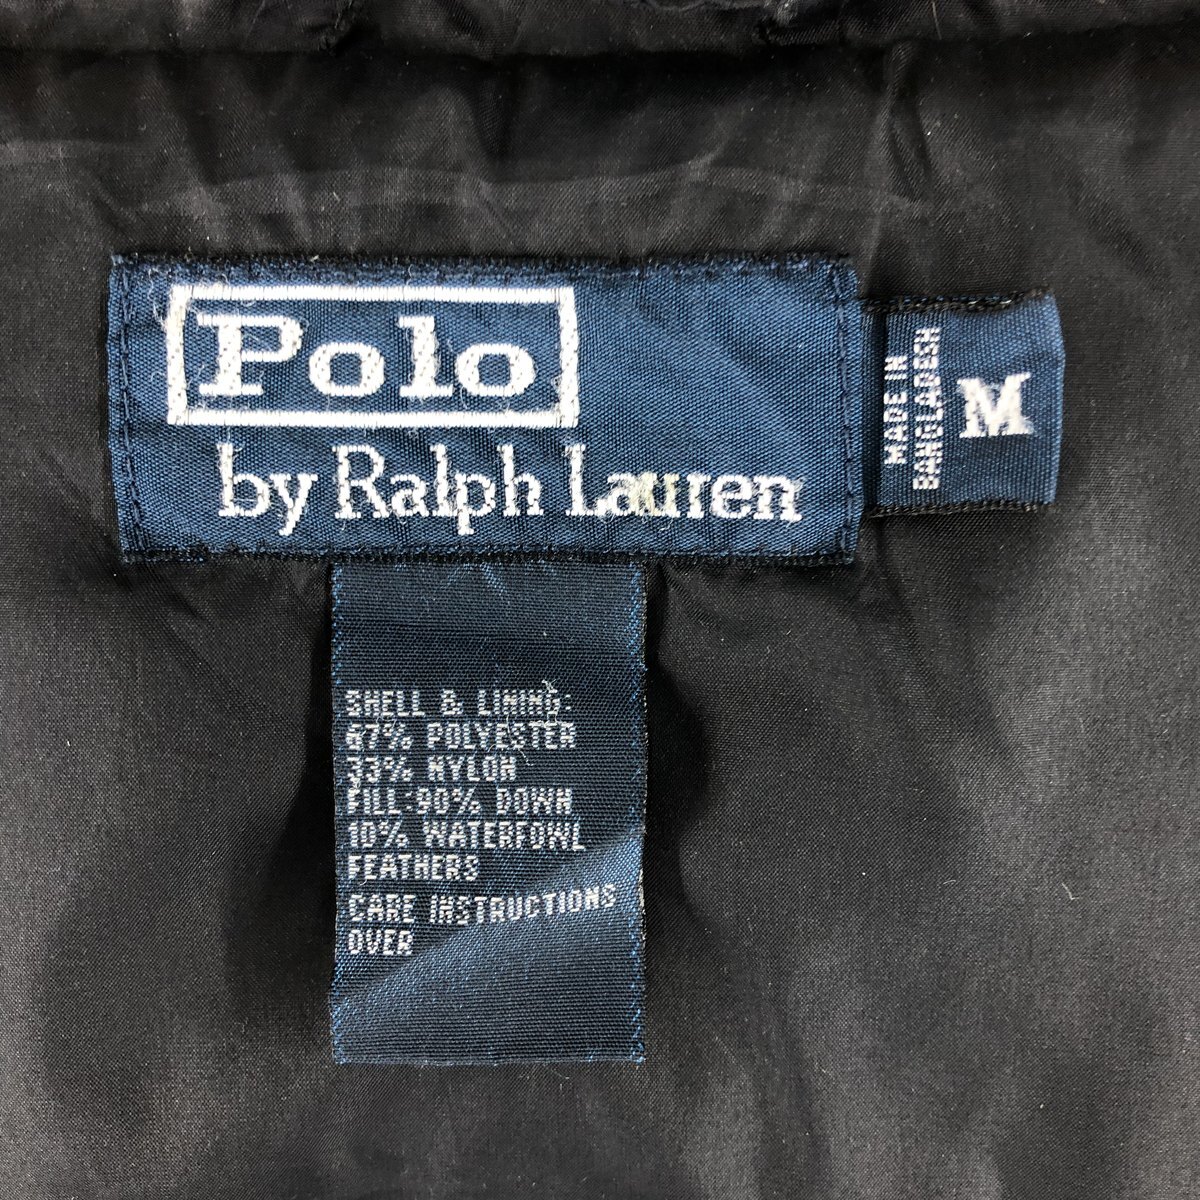 Polo
by Ralph Lauren
MADE IN
BANGLADESH
M
SHELL & LINING:
67% POLYESTER
33% NYLON
FILL:90% DOWN
10% WATERFOWL
FEATHERS
CARE INSTRUCTIONS
OVER